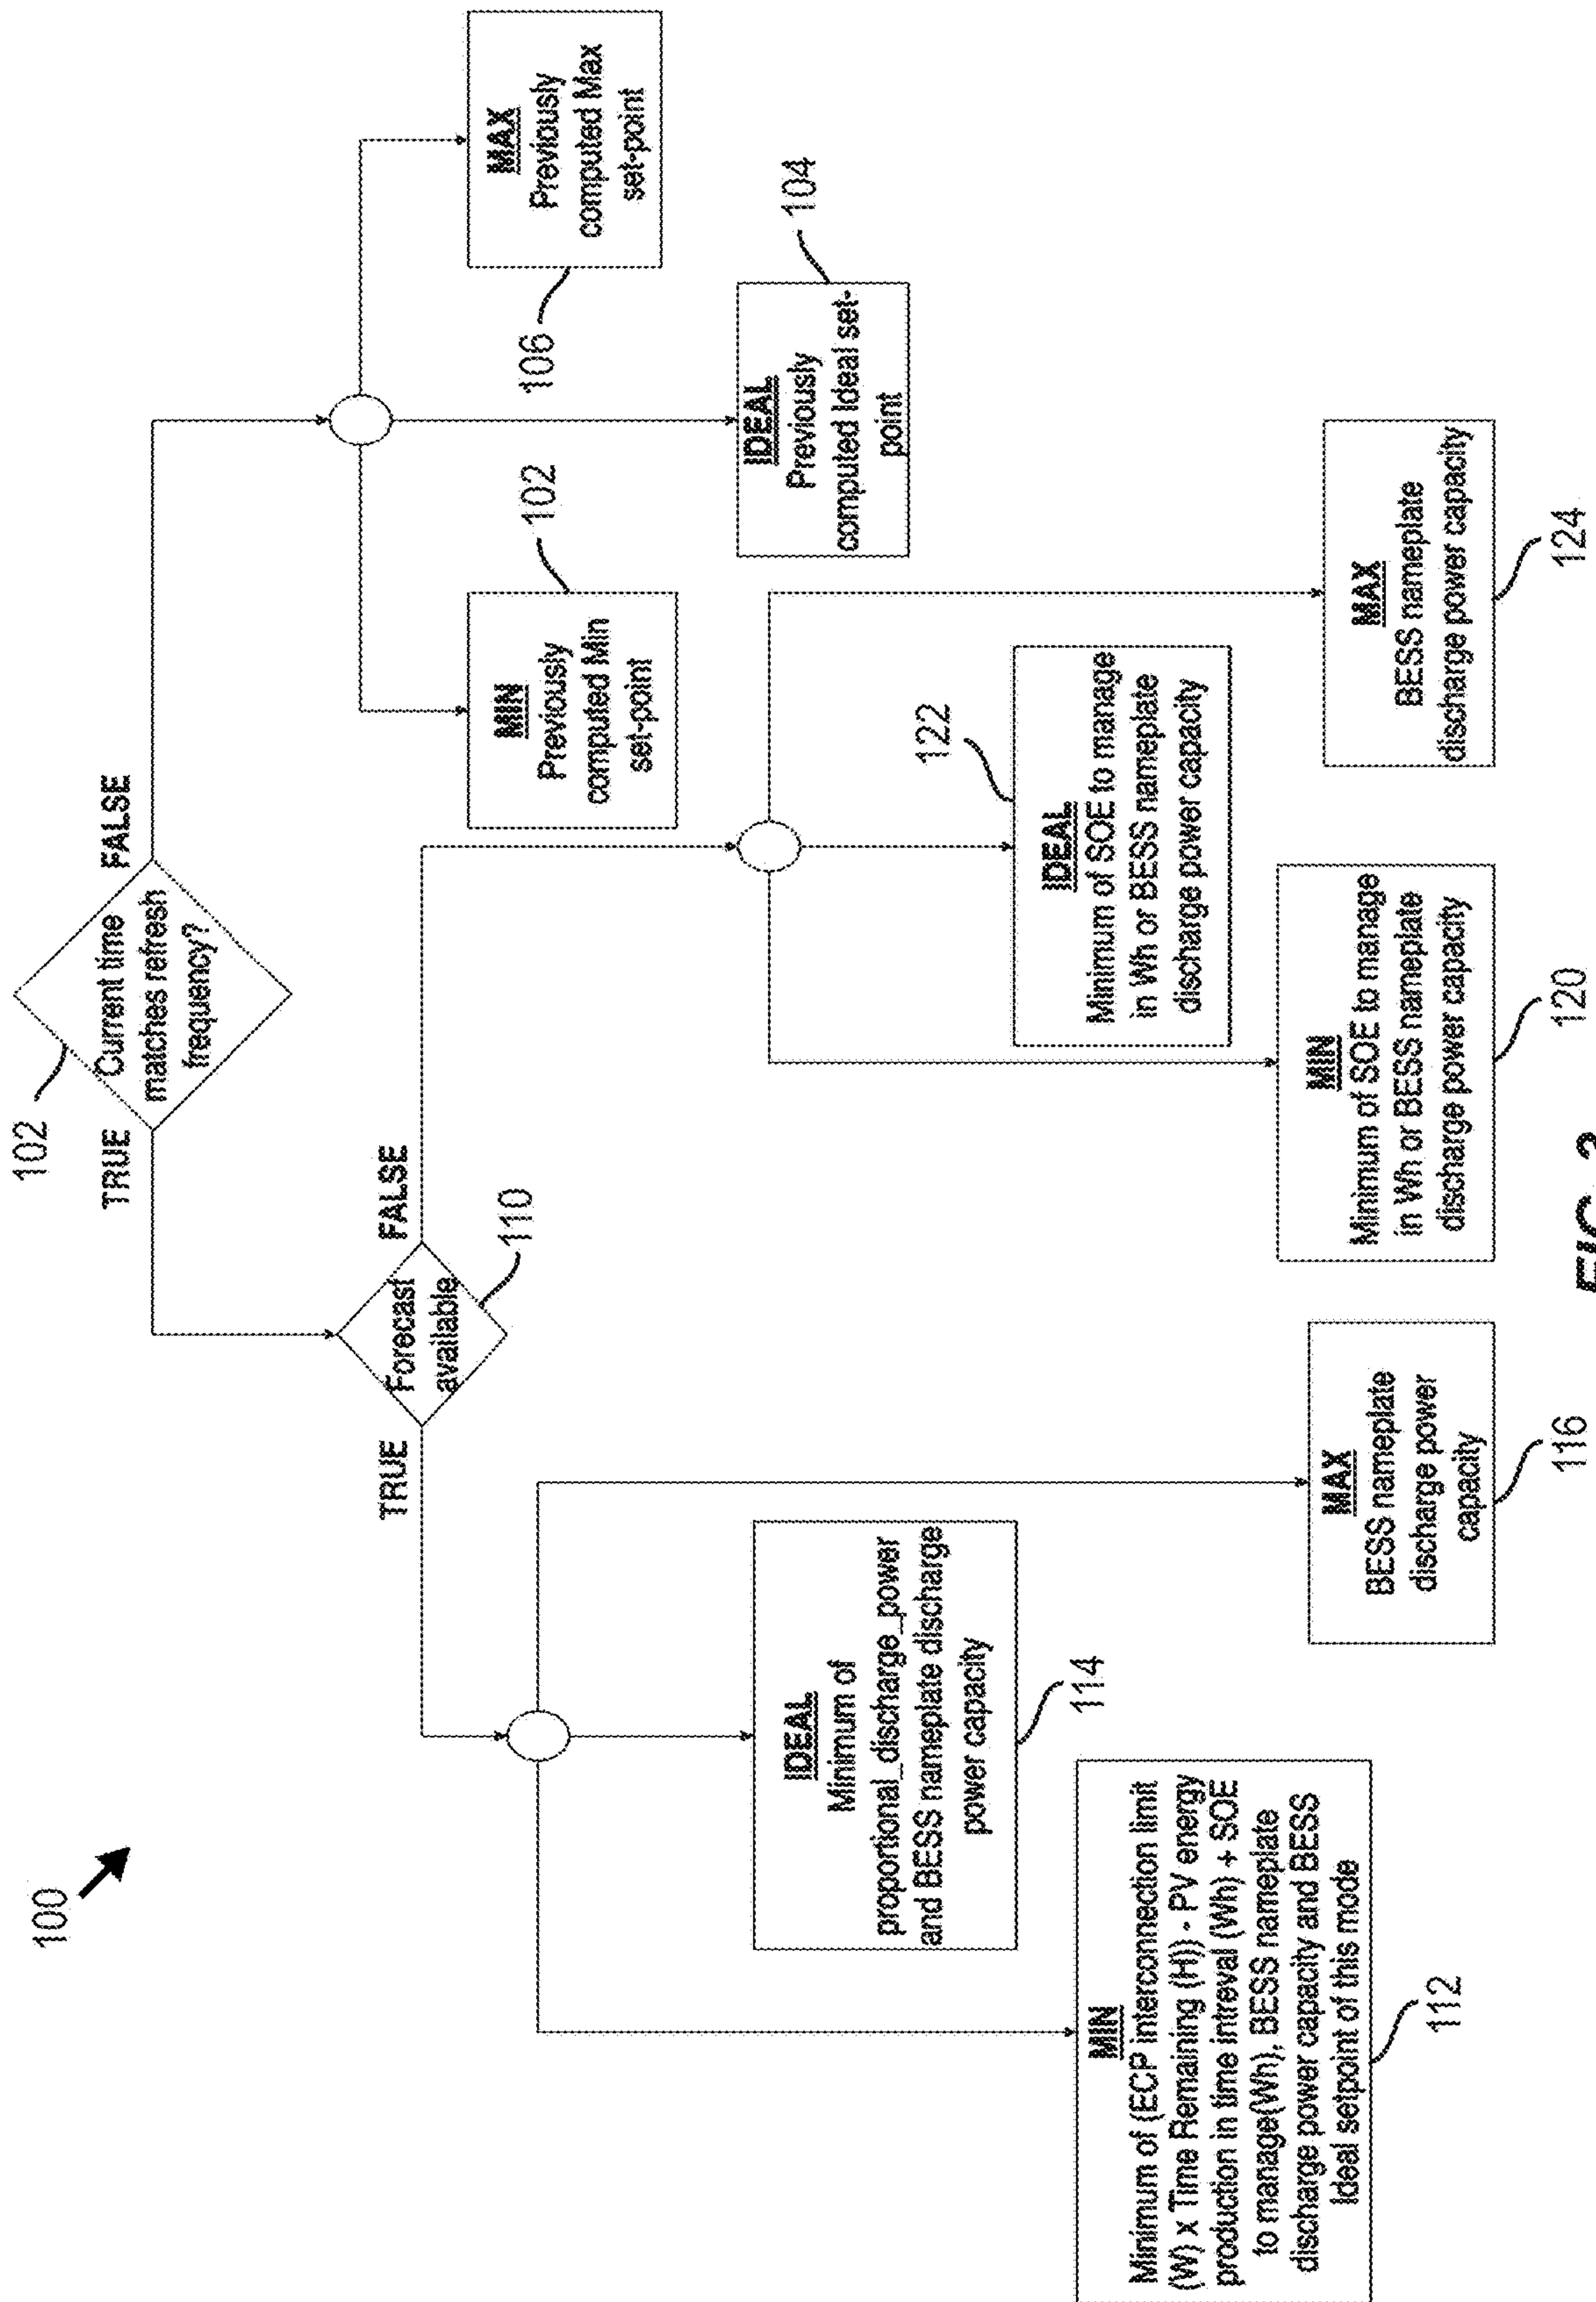 100
102
Current time
matches refresh
frequency?
TRUE
FALSE
MIN
Previously
computed Min
set-point
102
IDEAL
Previously
computed Ideal set-
point
104
MAX
Previously
computed Max
set-point
106
Forecast
available
110
TRUE
FALSE
MIN
Minimum of (ECP interconnection limit
(W) x Time Remaining (H)) - PV energy
production in time intreval (Wh) + SOE
to manage(Wh), BESS nameplate
discharge power capacity and BESS
Ideal setpoint of this mode
112
IDEAL
Minimum of
proportional_discharge_power
and BESS nameplate discharge
power capacity
114
MAX
BESS nameplate
discharge power
capacity
116
MIN
Minimum of SOE to manage
in Wh or BESS nameplate
discharge power capacity
120
IDEAL
Minimum of SOE to manage
in Wh or BESS nameplate
discharge power capacity
122
MAX
BESS nameplate
discharge power capacity
124
FIG.